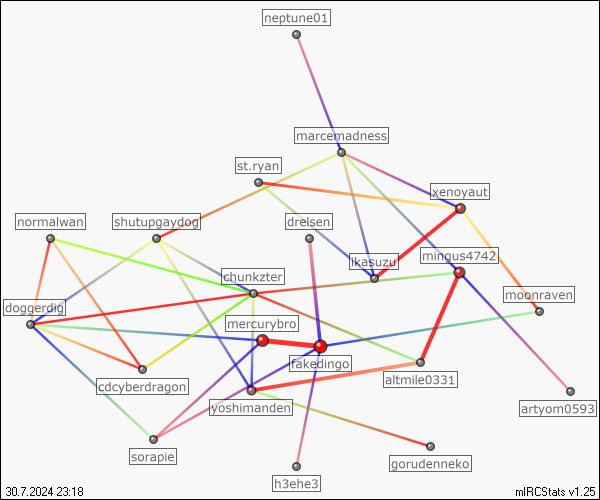 neptune01
marcemadness
st.ryan
xenoyaut
normalwan
shutupgaydog
drelsen
mingus4742
ikasuzu
chunkzter
moonraven
doggerdig
mercurybro
fakedingo
cdcyberdragon
altmile0331
yoshimanden
artyom0593
sorapie
gorudenneko
h3ehe3
30.7.2024 23:18
mIRCStats v1.25